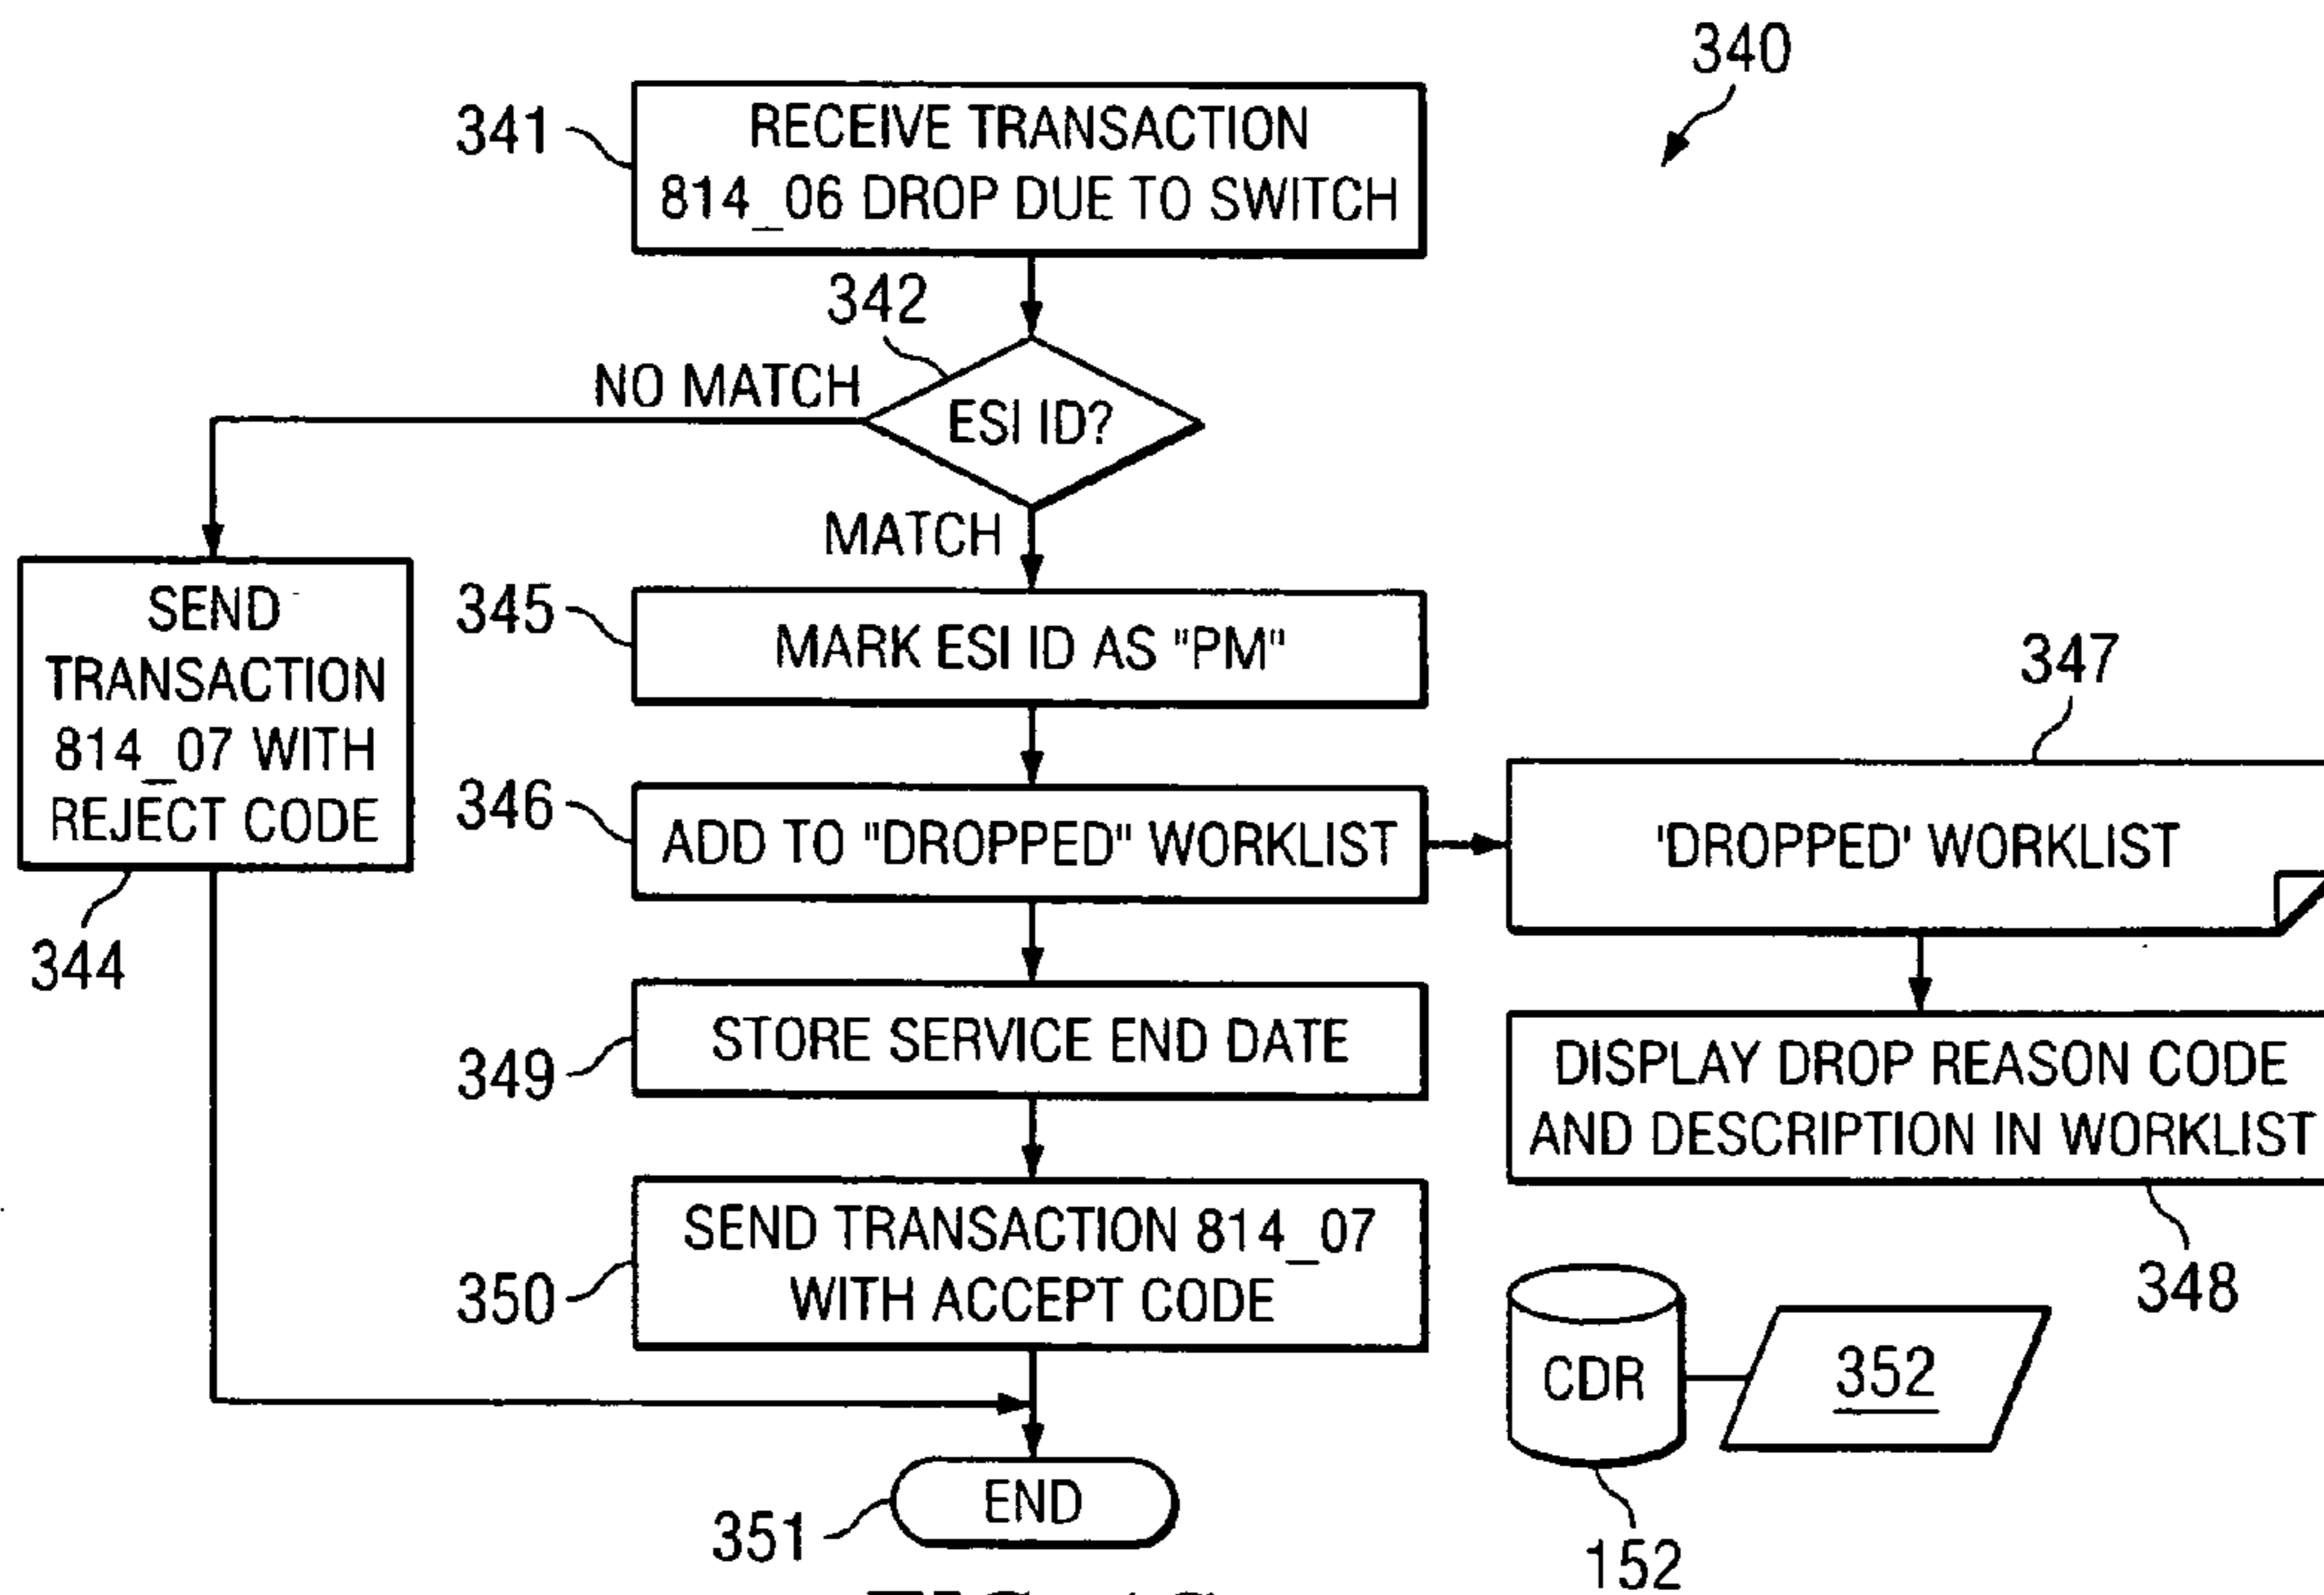 340
341
RECEIVE TRANSACTION
814_06 DROP DUE TO SWITCH
342
NO MATCH
ESI ID?
MATCH
SEND
TRANSACTION
814_07 WITH
REJECT CODE
344
345
MARK ESI ID AS "PM"
346
ADD TO "DROPPED" WORKLIST
347
'DROPPED' WORKLIST
349
STORE SERVICE END DATE
DISPLAY DROP REASON CODE
AND DESCRIPTION IN WORKLIST
348
350
SEND TRANSACTION 814_07
WITH ACCEPT CODE
CDR
352
152
351
END